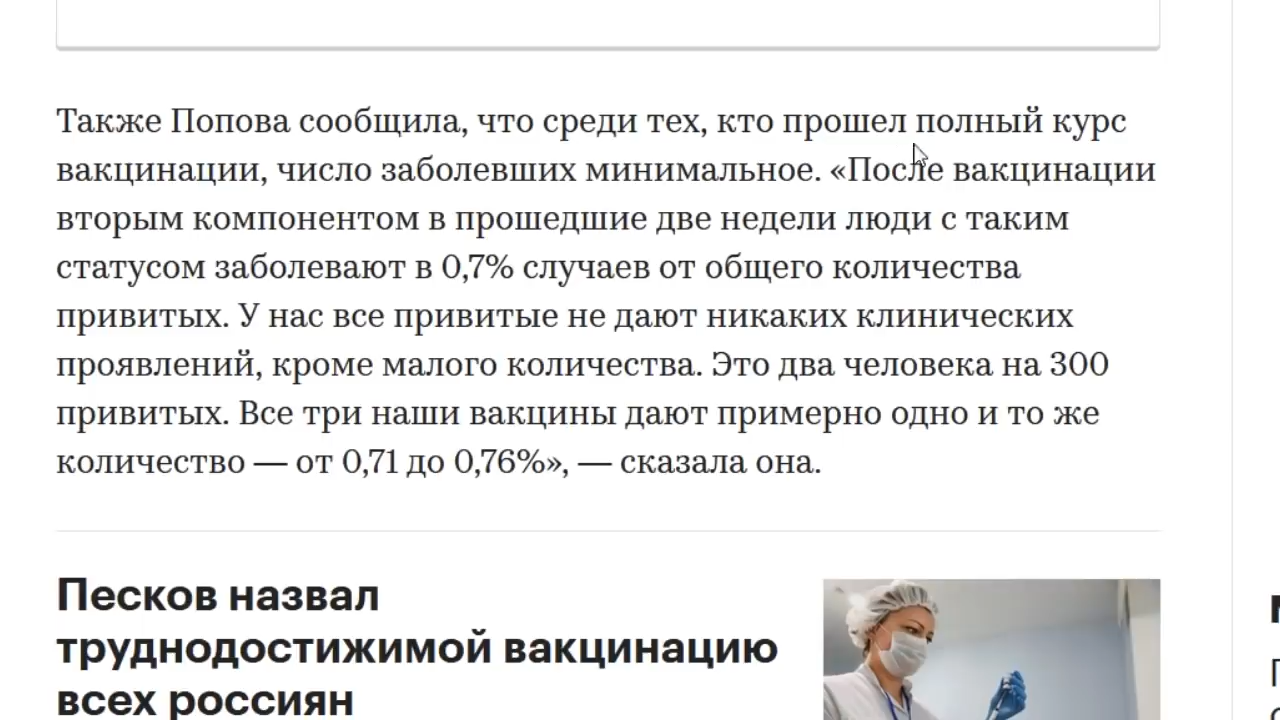 Также Попова сообщила, что среди тех, кто прошел полный курс
вакцинации, число заболевших минимальное. «После вакцинации
вторым компонентом в прошедшие две недели люди с таким
статусом заболевают в 0,7% случаев от общего количества
привитых. У нас все привитые не дают никаких клинических
проявлений, кроме малого количества. Это два человека на 300
привитых. Все три наши вакцины дают примерно одно и то же
количество — от 0,71 до 0,76%», — сказала она.
Песков назвал
труднодостижимой вакцинацию
всех россиян